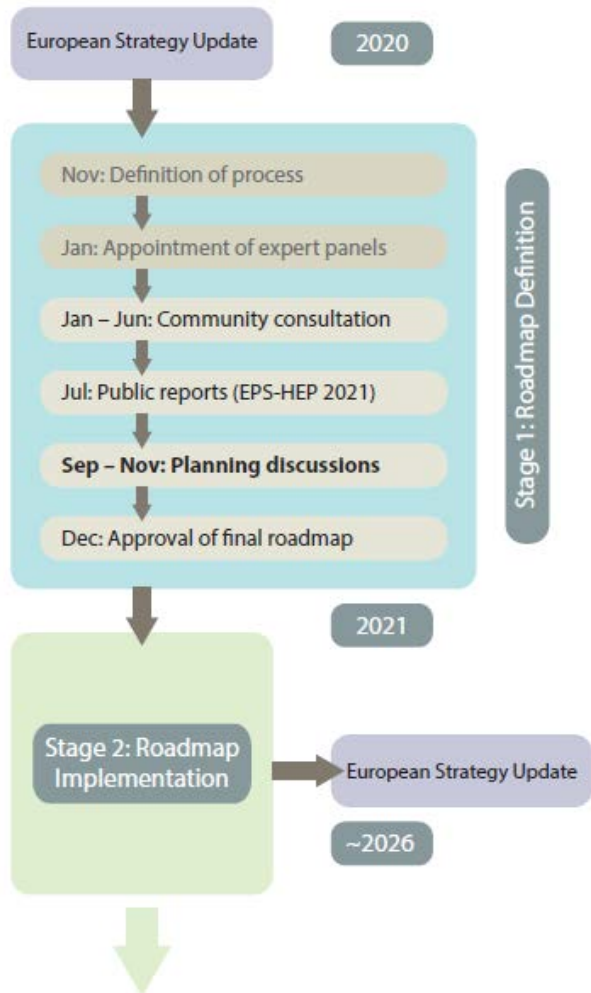 European Strategy Update
2020
Nov: Definition of process
Jan: Appointment of expert panels
Jan – Jun: Community consultation
Jul: Public reports (EPS-HEP 2021)
Sep – Nov: Planning discussions
Dec: Approval of final roadmap
Stage 1: Roadmap Definition
2021
Stage 2: Roadmap
Implementation
European Strategy Update
~2026